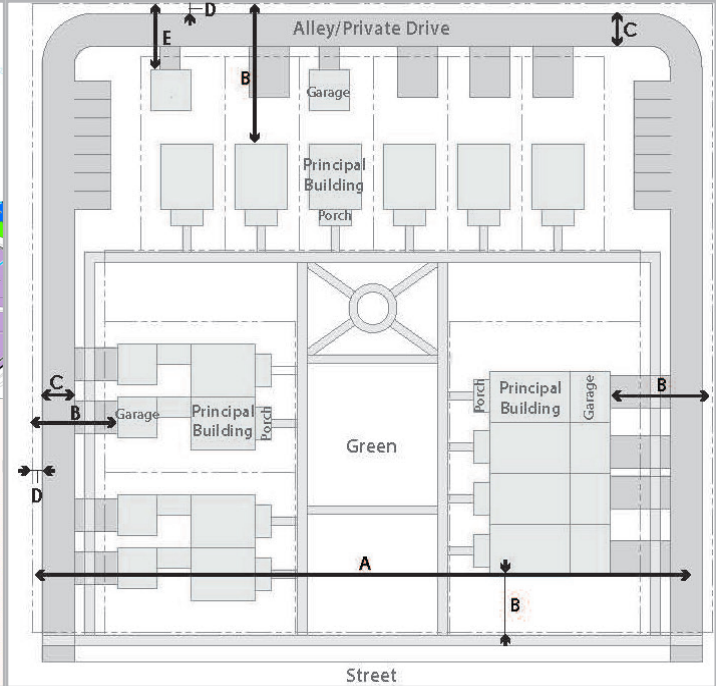 D
Alley/Private Drive
E
C
B
Garage
Principal
Building
Porch
C
B
B
Garage
Principal
Building
Porch
Porch
Principal
Building
Garage
Green
D
A
B
Street